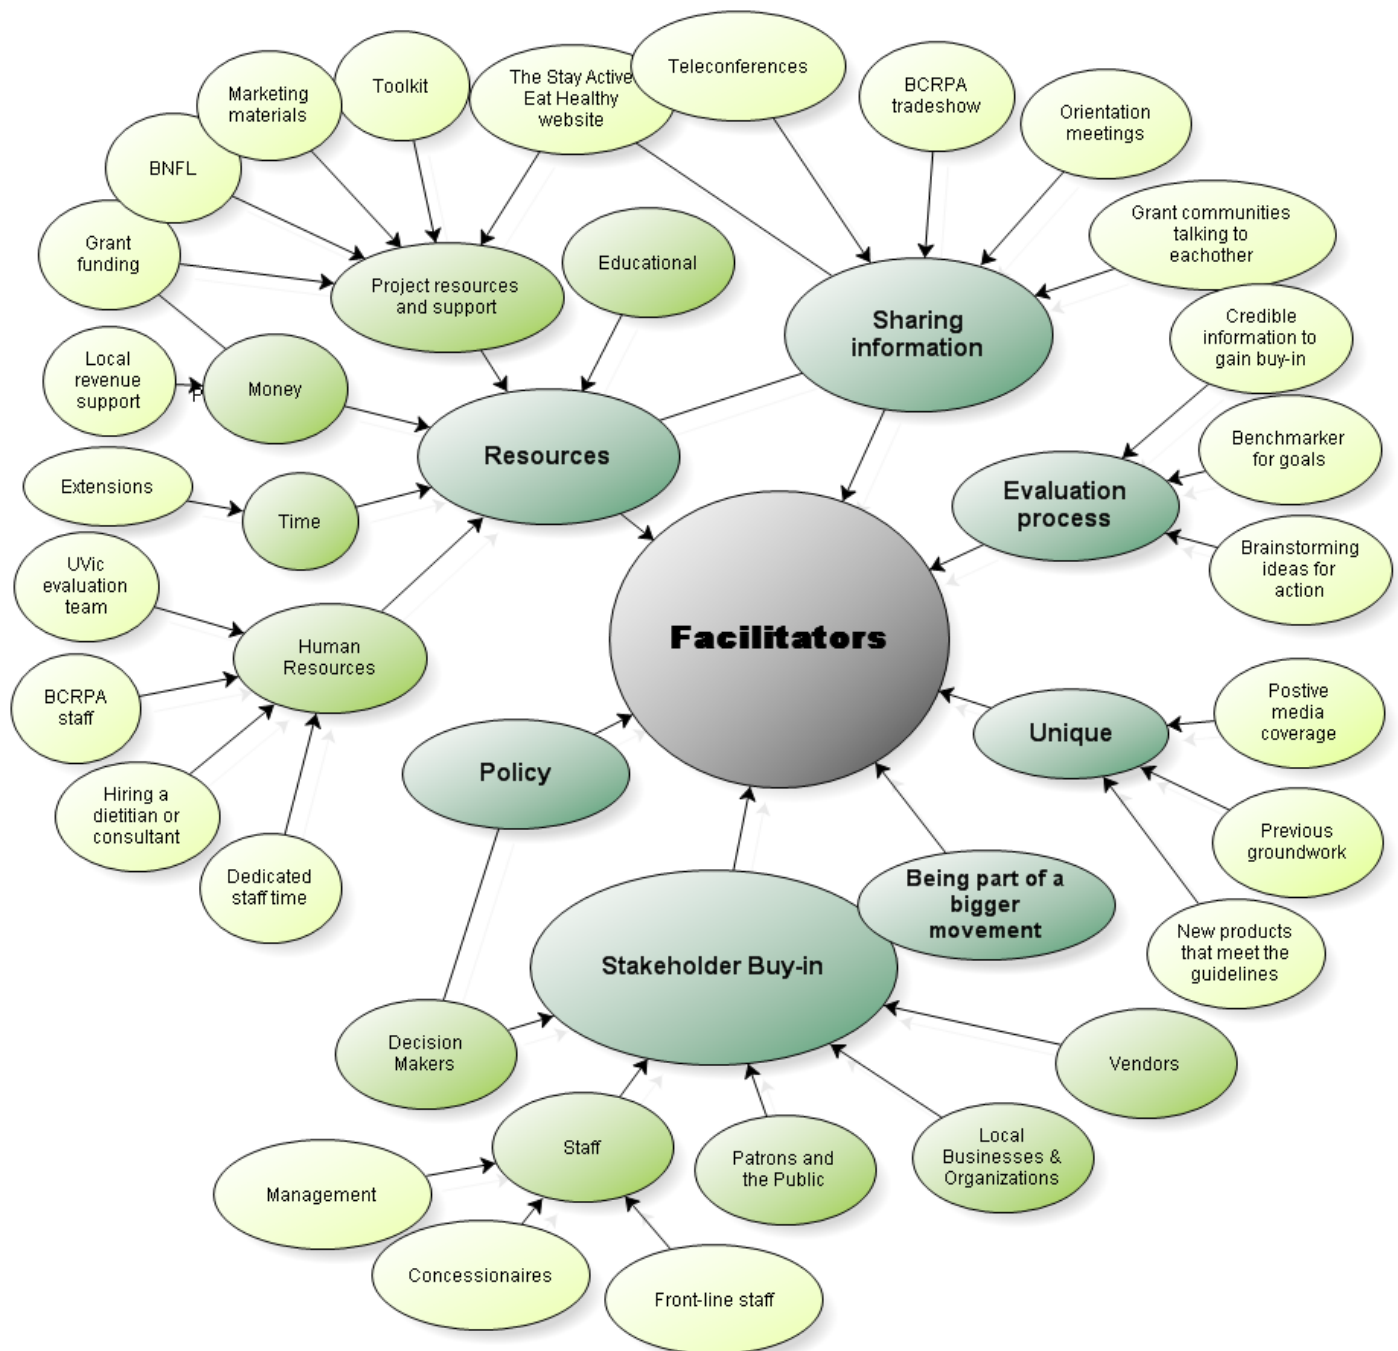 Teleconferences
The Stay Active
Eat Healthy
website
Toolkit
Marketing
materials
BCRPA
tradeshow
Orientation
meetings
BNFL
Grant communities
talking to
eachother
Grant
funding
Educational
Project resources
and support
Sharing
information
Credible
information to
gain buy-in
Local
revenue
support
P
Money
Resources
Benchmarker
for goals
Extensions
Time
Evaluation
process
Brainstorming
ideas for
action
UVic
evaluation
team
Human
Resources
Facilitators
BCRPA
staff
Postive
media
coverage
Unique
Policy
Hiring a
dietitian or
consultant
Previous
groundwork
Dedicated
staff time
Being part of a
bigger
movement
New products
that meet the
guidelines
Stakeholder Buy-in
Decision
Makers
Vendors
Staff
Patrons and
the Public
Local
Businesses &
Organizations
Management
Concessionaires
Front-line staff